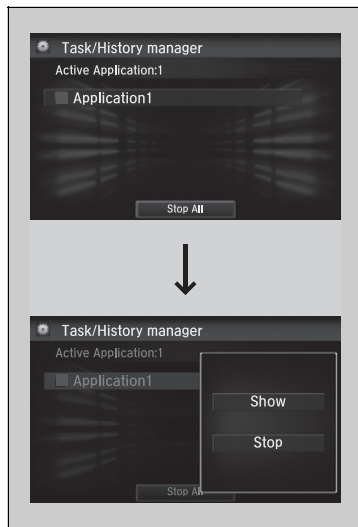 Task/History manager
Active Application:1
Application1
Stop All
Task/History manager
Active Application:1
Application1
Show
Stop
Stop All